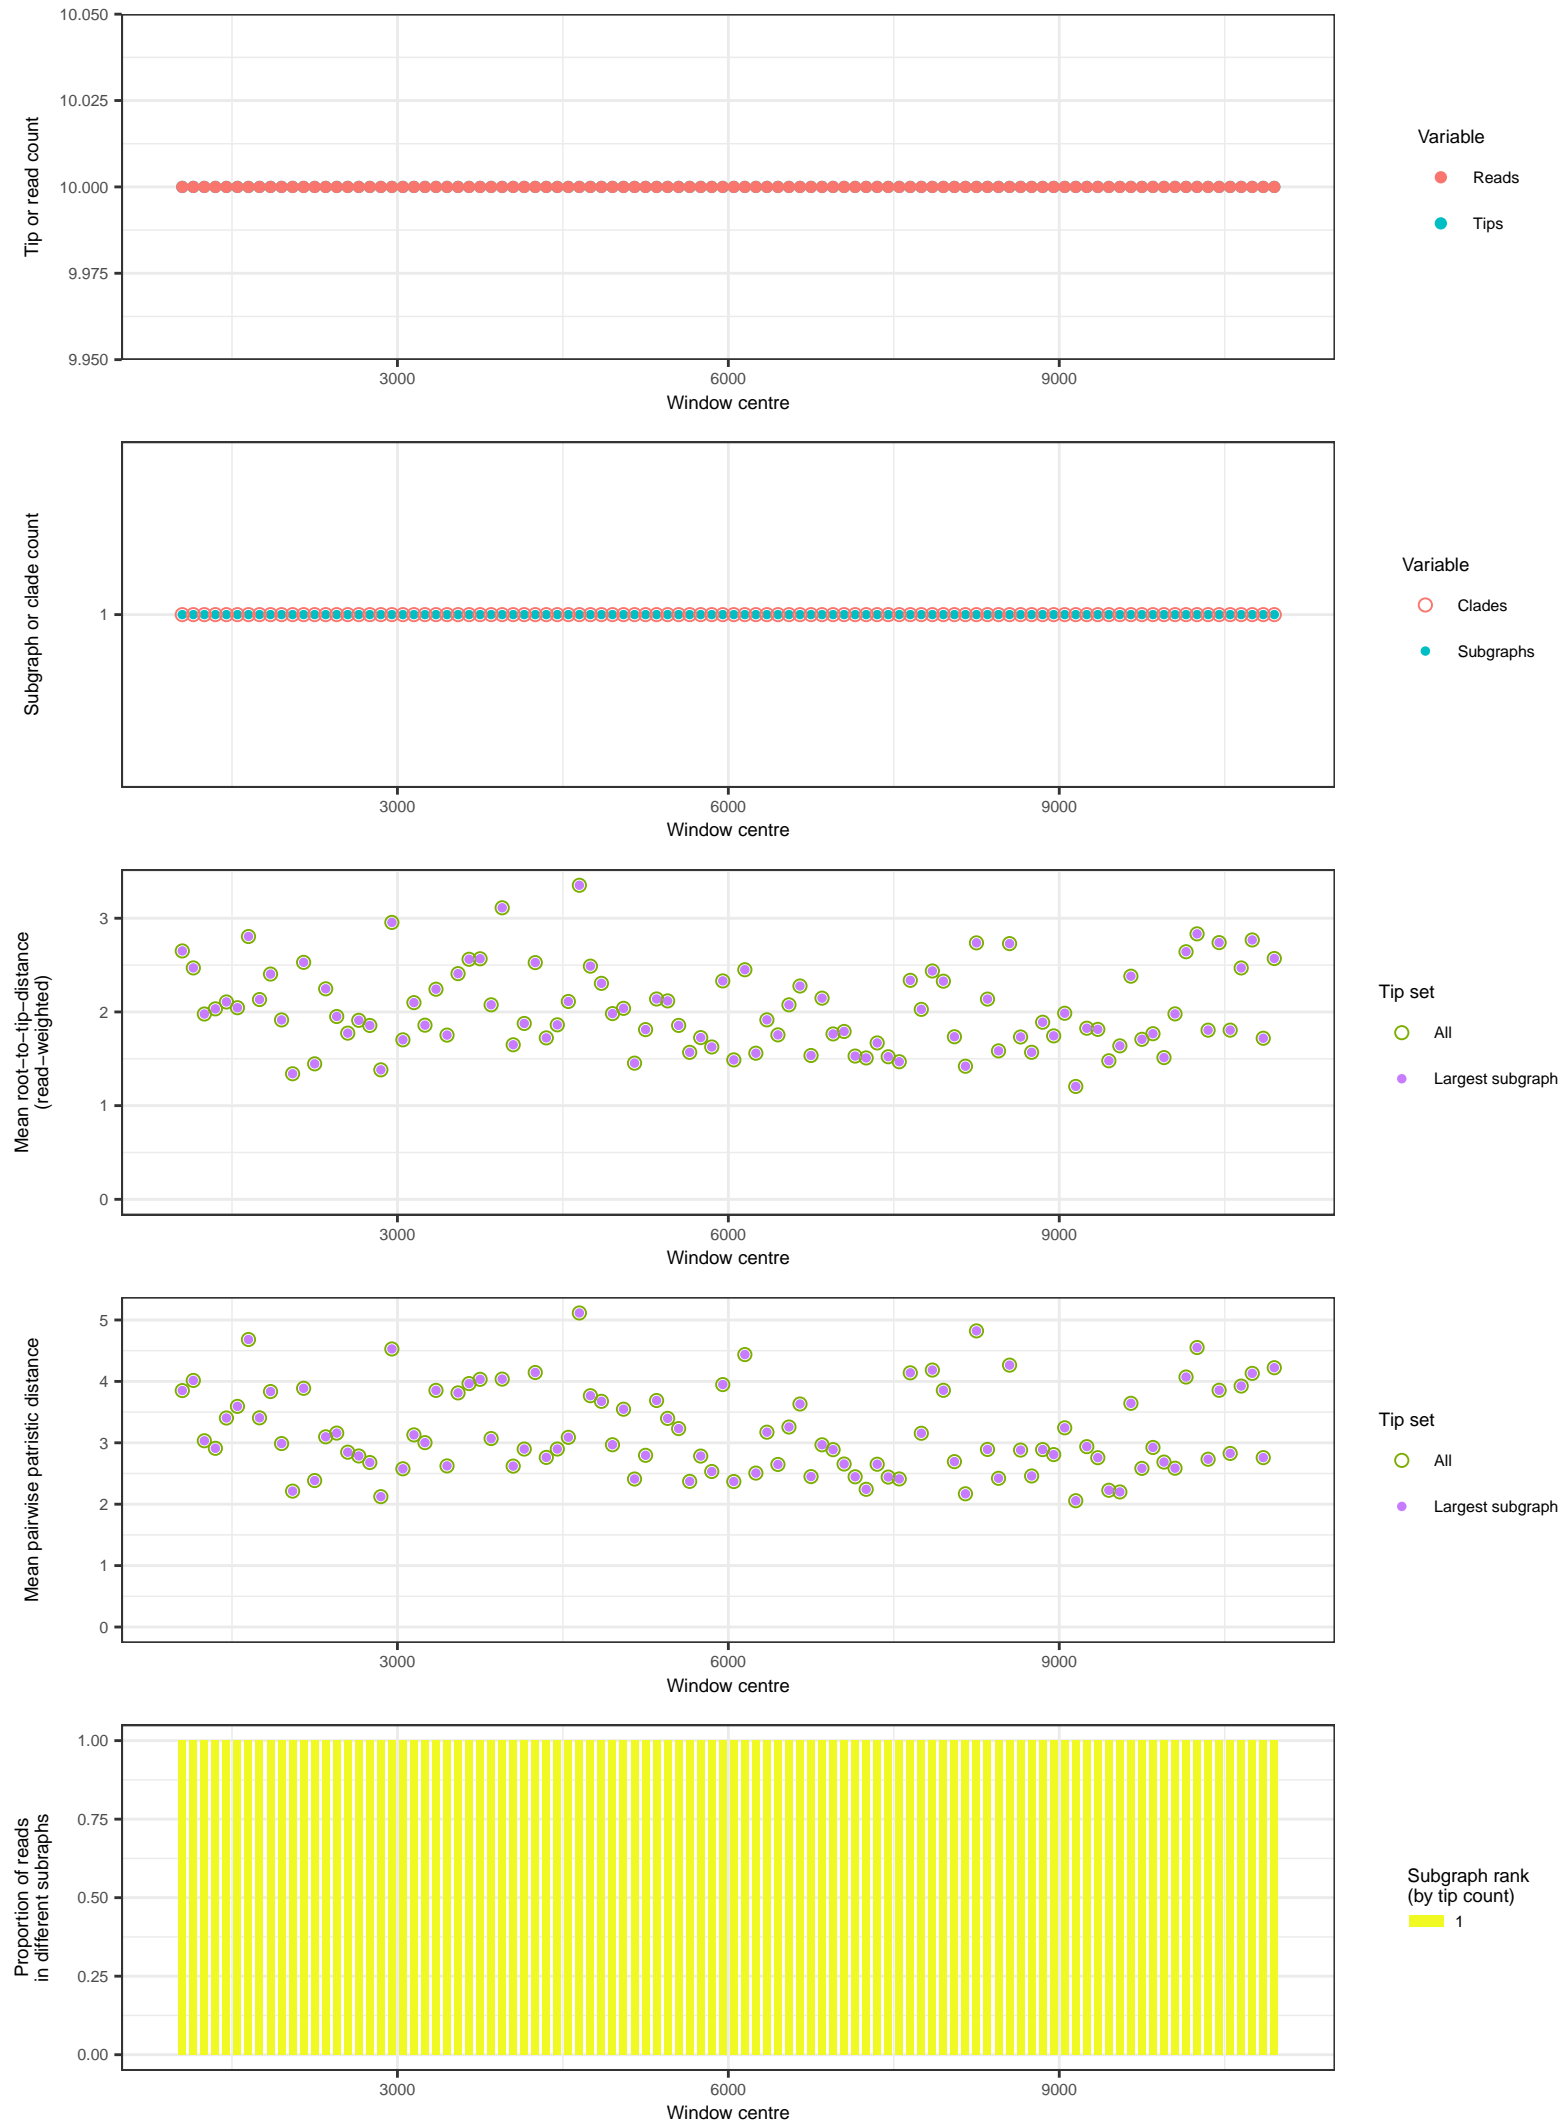 10.050
10.025
10.000
9.975
9.950
Tip or read count
3000
6000
9000
Window centre
Variable
Reads
Tips
1
Subgraph or clade count
3000
6000
9000
Window centre
Variable
Clades
Subgraphs
3
2
1
0
Mean root−to−tip−distance
(read−weighted)
3000
6000
9000
Window centre
Tip set
All
Largest subgraph
5
4
3
2
1
0
Mean pairwise patristic distance
3000
6000
9000
Window centre
Tip set
All
Largest subgraph
1.00
0.75
0.50
0.25
0.00
Proportion of reads
in different subraphs
3000
6000
9000
Window centre
Subgraph rank
(by tip count)
1